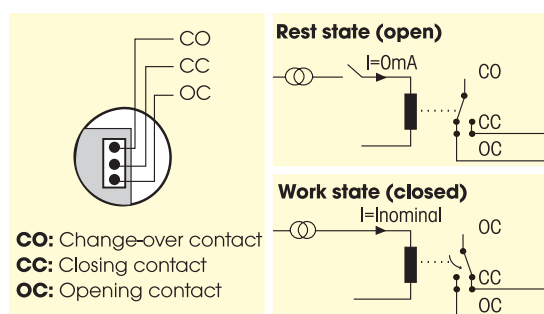 CO
CC
OC
CO: Change-over contact
CC: Closing contact
OC: Opening contact
Rest state (open)
I=0mA
CO
CC
OC
Work state (closed)
I=Inominal
OC
CC
OC